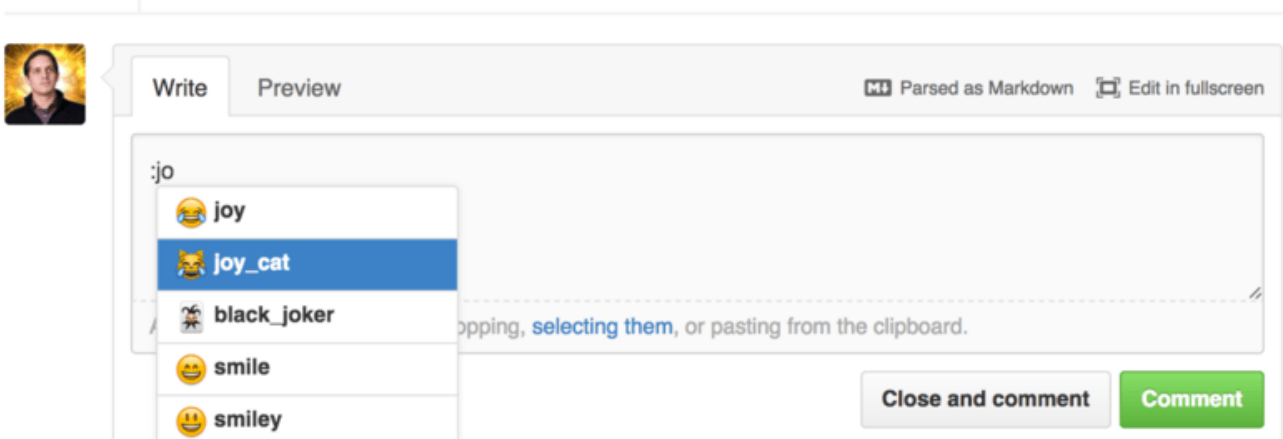 Write Preview Parsed as Markdown Edit in fullscreen
:jo
joy
joy_cat
black_joker
opping, selecting them, or pasting from the clipboard.
smile
smiley
Close and comment Comment